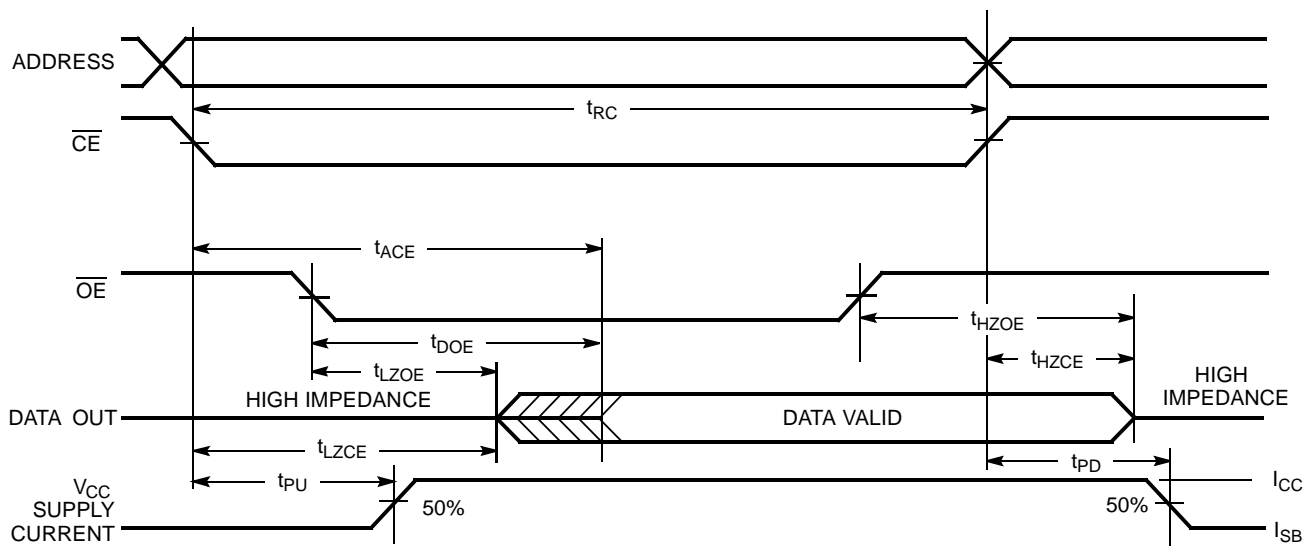 ADDRESS
tRC
CE
tACE
OE
tHZOE
tDOE
tHZCE
tLZOE
HIGH IMPEDANCE
HIGH
IMPEDANCE
DATA OUT
DATA VALID
tLZCE
tPD
tPU
VCC
SUPPLY
CURRENT
50%
50%
ICC
ISB